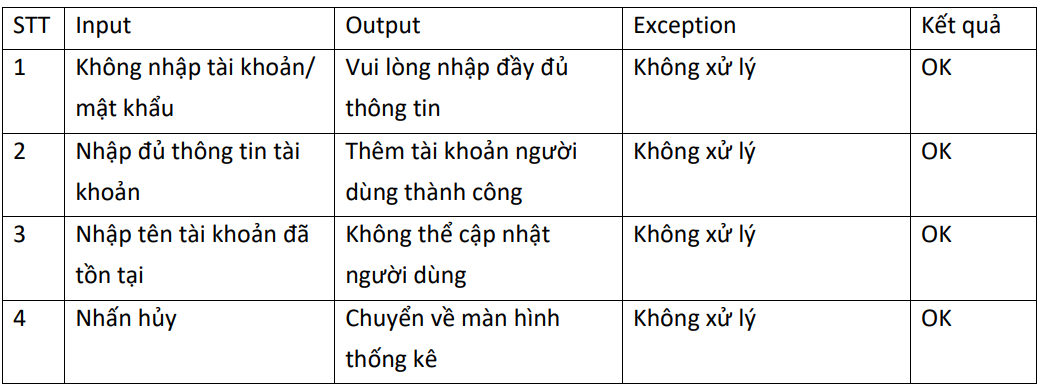 STT Input Output Exception Kết quả
1 Không nhập tài khoản/ Vui lòng nhập đầy đủ Không xử lý OK
mật khẩu thông tin
2 Nhập đủ thông tin tài Thêm tài khoản người Không xử lý OK
khoản dùng thành công
3 Nhập tên tài khoản đã Không thể cập nhật Không xử lý OK
tồn tại người dùng
4 Nhấn hủy Chuyển về màn hình Không xử lý OK
thống kê